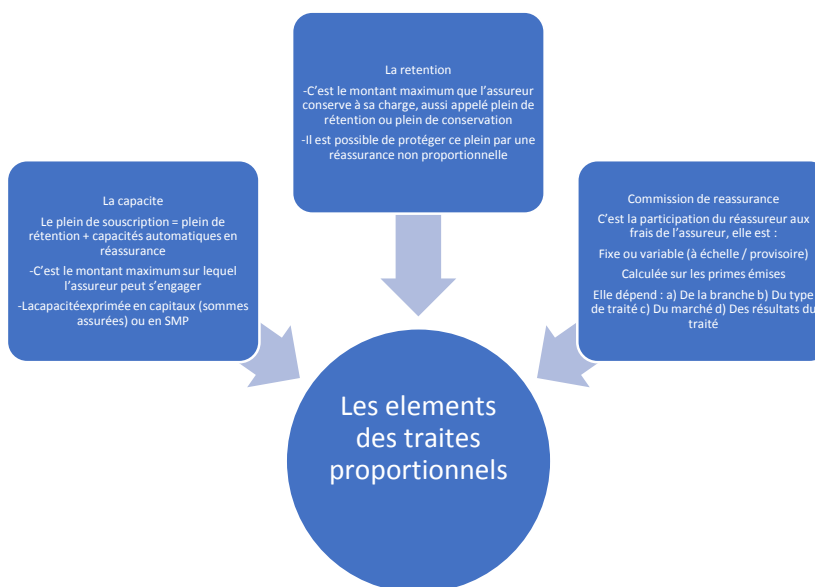 La retention
-C'est le montant maximum que l'assureur
conserve à sa charge, aussi appelé plein de
rétention ou plein de conservation
-Il est possible de protéger ce plein par une
réassurance non proportionnelle
La capacite
Le plein de souscription = plein de
rétention + capacités automatiques en
réassurance
-C'est le montant maximum sur lequel
l'assureur peut s'engager
-Lacapacitéexprimée en capitaux (sommes
assurées) ou en SMP
Commission de reassurance
C'est la participation du réassureur aux
frais de l'assureur, elle est :
Fixe ou variable (à échelle / provisoire)
Calculée sur les primes émises
Elle dépend : a) De la branche b) Du type
de traité c) Du marché d) Des résultats du
traité
Les elements
des traites
proportionnels